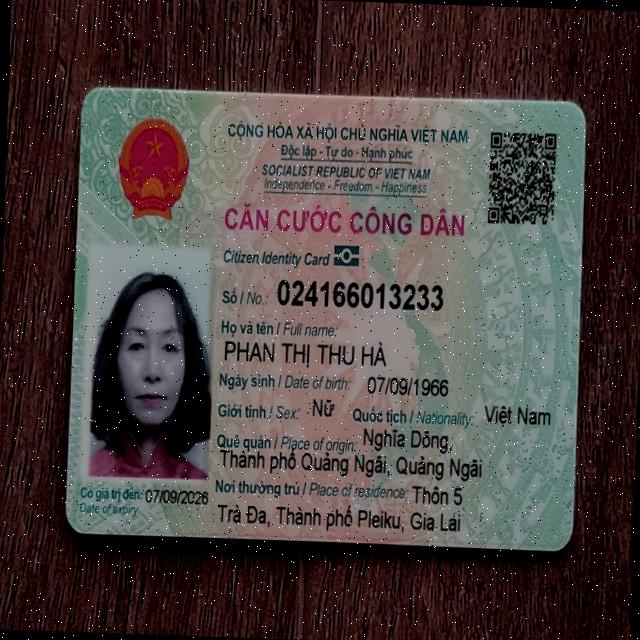 CỘNG HÒA XÃ HỘI CHỦ NGHĨA VIỆT NAM
Độc lập - Tự do - Hạnh phúc
SOCIALIST REPUBLIC OF VIET NAM
Independence - Freedom - Happiness
CĂN CƯỚC CÔNG DÂN
Citizen Identity Card
Số / No.: 024166013233
Họ và tên / Full name:
PHAN THỊ THU HÀ
Ngày sinh / Date of birth: 07/09/1966
Giới tính / Sex: Nữ Quốc tịch / Nationality: Việt Nam
Quê quán / Place of origin: Nghĩa Dõng,
Thành phố Quảng Ngãi, Quảng Ngãi
Nơi thường trú / Place of residence: Thôn 5
Trà Đa, Thành phố Pleiku, Gia Lai
Có giá trị đến: 07/09/2026
Date of expiry